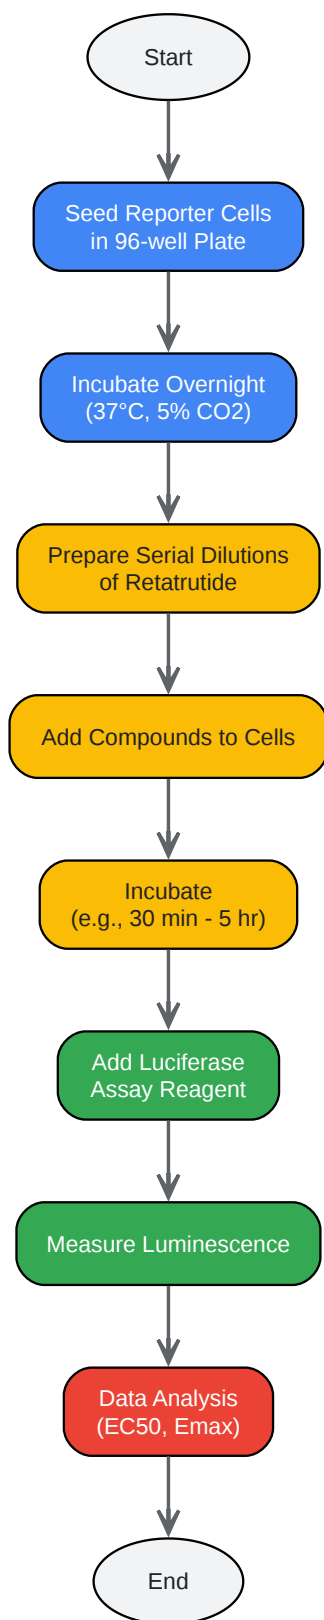 Start
Seed Reporter Cells
in 96-well Plate
Incubate Overnight
(37°C, 5% CO2)
Prepare Serial Dilutions
of Retatrutide
Add Compounds to Cells
Incubate
(e.g., 30 min - 5 hr)
Add Luciferase
Assay Reagent
Measure Luminescence
Data Analysis
(EC50, Emax)
End